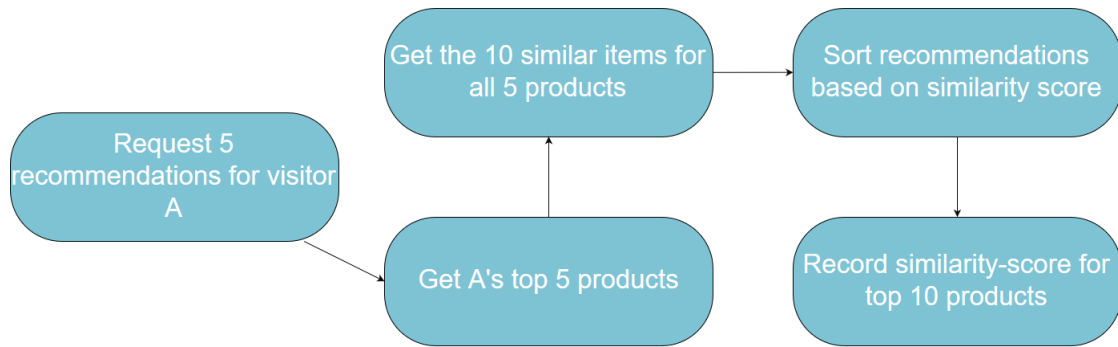 Request 5
recommendations for visitor
A
Get A's top 5 products
Get the 10 similar items for
all 5 products
Sort recommendations
based on similarity score
Record similarity-score for
top 10 products